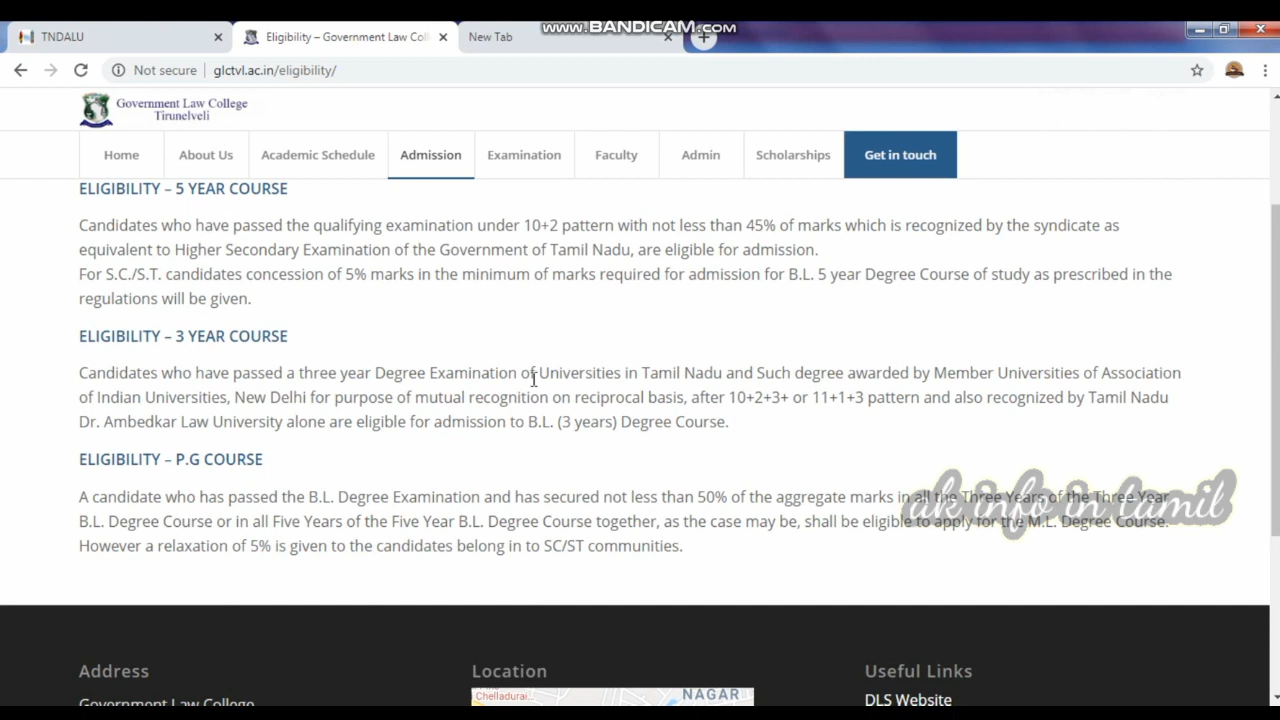 www.BANDICAM.com
TNDALU
Eligibility – Government Law Coll
New Tab
Not secure
glctvl.ac.in/eligibility/
Government Law College
Tirunelveli
Home
About Us
Academic Schedule
Admission
Examination
Faculty
Admin
Scholarships
Get in touch
ELIGIBILITY – 5 YEAR COURSE
Candidates who have passed the qualifying examination under 10+2 pattern with not less than 45% of marks which is recognized by the syndicate as
equivalent to Higher Secondary Examination of the Government of Tamil Nadu, are eligible for admission.
For S.C./S.T. candidates concession of 5% marks in the minimum of marks required for admission for B.L. 5 year Degree Course of study as prescribed in the
regulations will be given.
ELIGIBILITY – 3 YEAR COURSE
Candidates who have passed a three year Degree Examination of Universities in Tamil Nadu and Such degree awarded by Member Universities of Association
of Indian Universities, New Delhi for purpose of mutual recognition on reciprocal basis, after 10+2+3+ or 11+1+3 pattern and also recognized by Tamil Nadu
Dr. Ambedkar Law University alone are eligible for admission to B.L. (3 years) Degree Course.
ELIGIBILITY – P.G COURSE
A candidate who has passed the B.L. Degree Examination and has secured not less than 50% of the aggregate marks in all the Three Years of the Three Year
B.L. Degree Course or in all Five Years of the Five Year B.L. Degree Course together, as the case may be, shall be eligible to apply for the M.L. Degree Course.
However a relaxation of 5% is given to the candidates belong in to SC/ST communities.
ak info in tamil
Address
Government Law College
Location
Chelladurai...
NAGAR
Useful Links
DLS Website